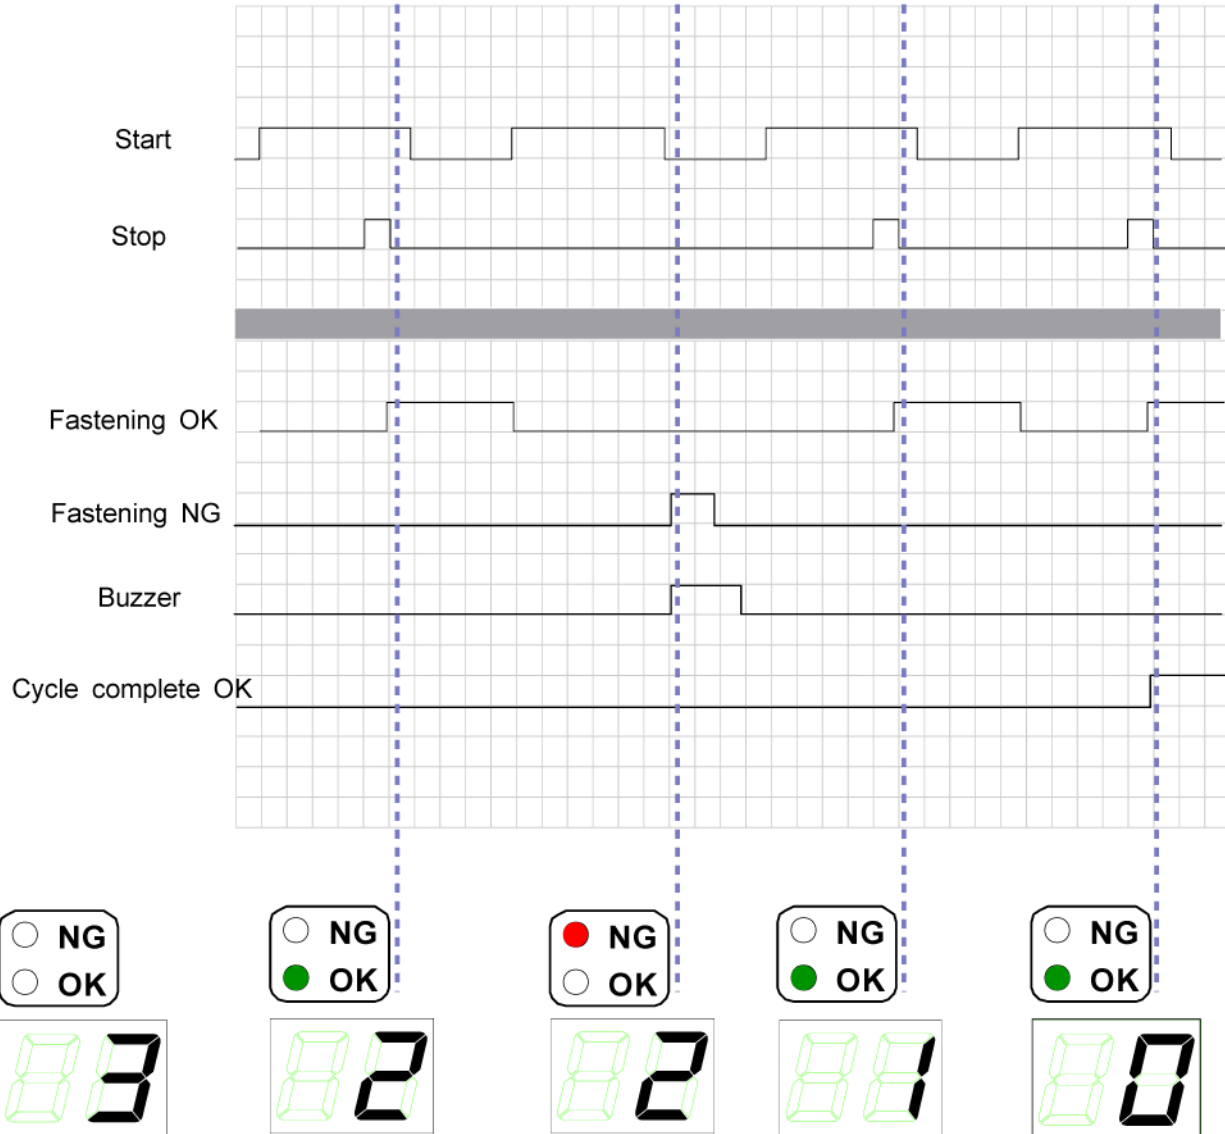 Start
Stop
Fastening OK
Fastening NG
Buzzer
Cycle complete OK
NG
OK
NG
OK
NG
OK
NG
OK
NG
OK
3
2
2
1
0